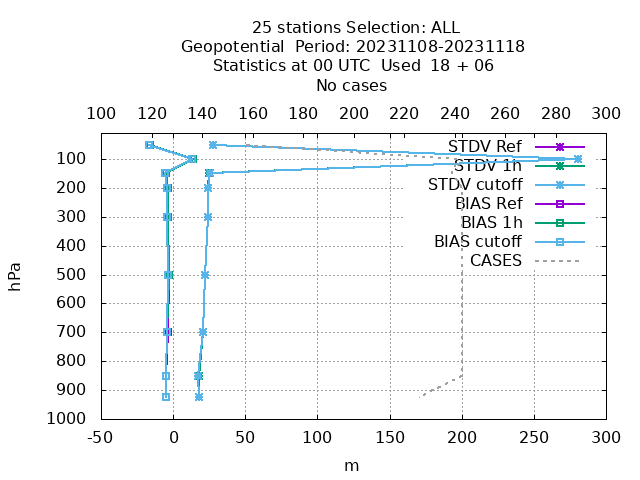 25 stations Selection: ALL
Geopotential  Period: 20231108-20231118
Statistics at 00 UTC  Used  18 + 06
No cases
100 120 140 160 180 200 220 240 260 280 300
STDV Ref
STDV 1h
STDV cutoff
BIAS Ref
BIAS 1h
BIAS cutoff
CASES
hPa
100
200
300
400
500
600
700
800
900
1000
-50 0 50 100 150 200 250 300
m